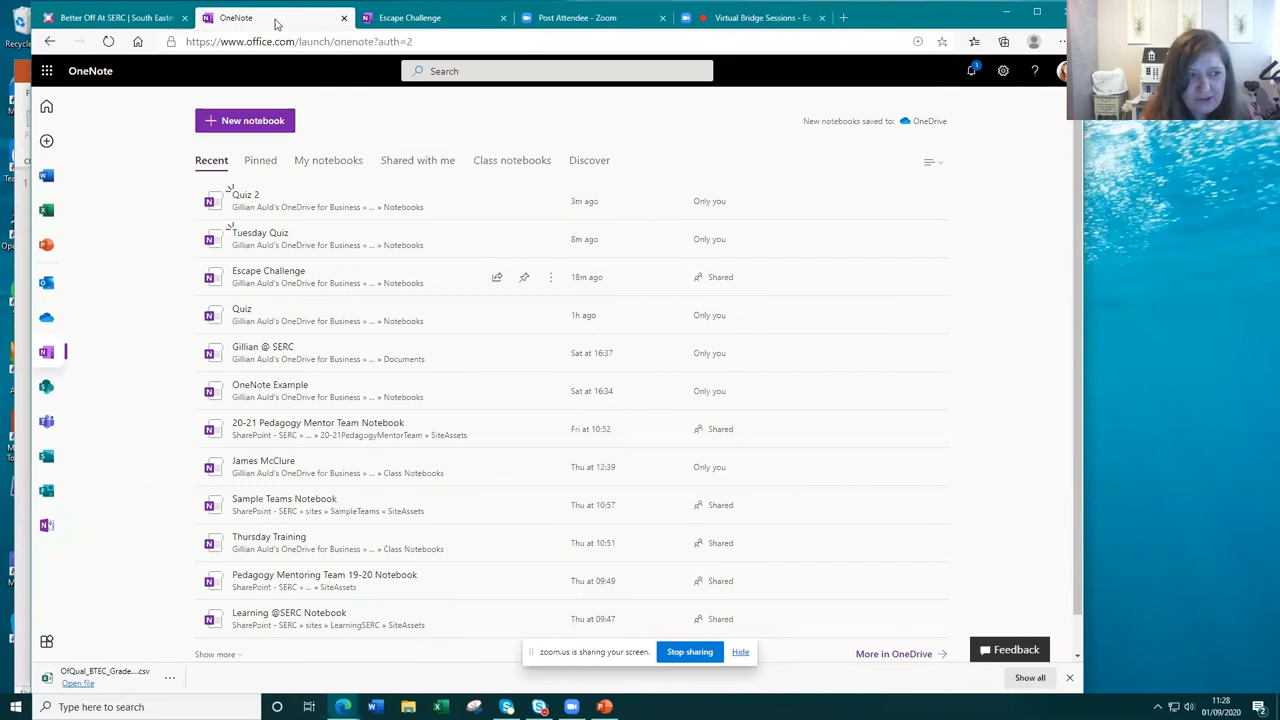 Better Off At SERC | South Easte
OneNote
Escape Challenge
Post Attendee - Zoom
Virtual Bridge Sessions - Es
https://www.office.com/launch/onenote?auth=2
OneNote
Search
1
New notebook
New notebooks saved to: OneDrive
Recent Pinned My notebooks Shared with me Class notebooks Discover
Quiz 2
Gillian Auld's OneDrive for Business » ... » Notebooks
3m ago
Only you
Tuesday Quiz
Gillian Auld's OneDrive for Business » ... » Notebooks
8m ago
Only you
Escape Challenge
Gillian Auld's OneDrive for Business » ... » Notebooks
18m ago
Shared
Quiz
Gillian Auld's OneDrive for Business » ... » Notebooks
1h ago
Only you
Gillian @ SERC
Gillian Auld's OneDrive for Business » ... » Documents
Sat at 16:37
Only you
OneNote Example
Gillian Auld's OneDrive for Business » ... » Notebooks
Sat at 16:34
Only you
20-21 Pedagogy Mentor Team Notebook
SharePoint - SERC » ... » 20-21PedagogyMentorTeam » SiteAssets
Fri at 10:52
Shared
James McClure
Gillian Auld's OneDrive for Business » ... » Class Notebooks
Thu at 12:39
Only you
Sample Teams Notebook
SharePoint - SERC » sites » SampleTeams » SiteAssets
Thu at 10:57
Shared
Thursday Training
Gillian Auld's OneDrive for Business » ... » Class Notebooks
Thu at 10:51
Shared
Pedagogy Mentoring Team 19-20 Notebook
SharePoint - SERC » ... » SiteAssets
Thu at 09:49
Shared
Learning @SERC Notebook
SharePoint - SERC » sites » LearningSERC » SiteAssets
Thu at 09:47
Shared
Show more
zoom.us is sharing your screen. Stop sharing Hide
More in OneDrive
Feedback
OfQual_BTEC_Grade....csv
Open file
Show all
Type here to search
11:28
01/09/2020
2